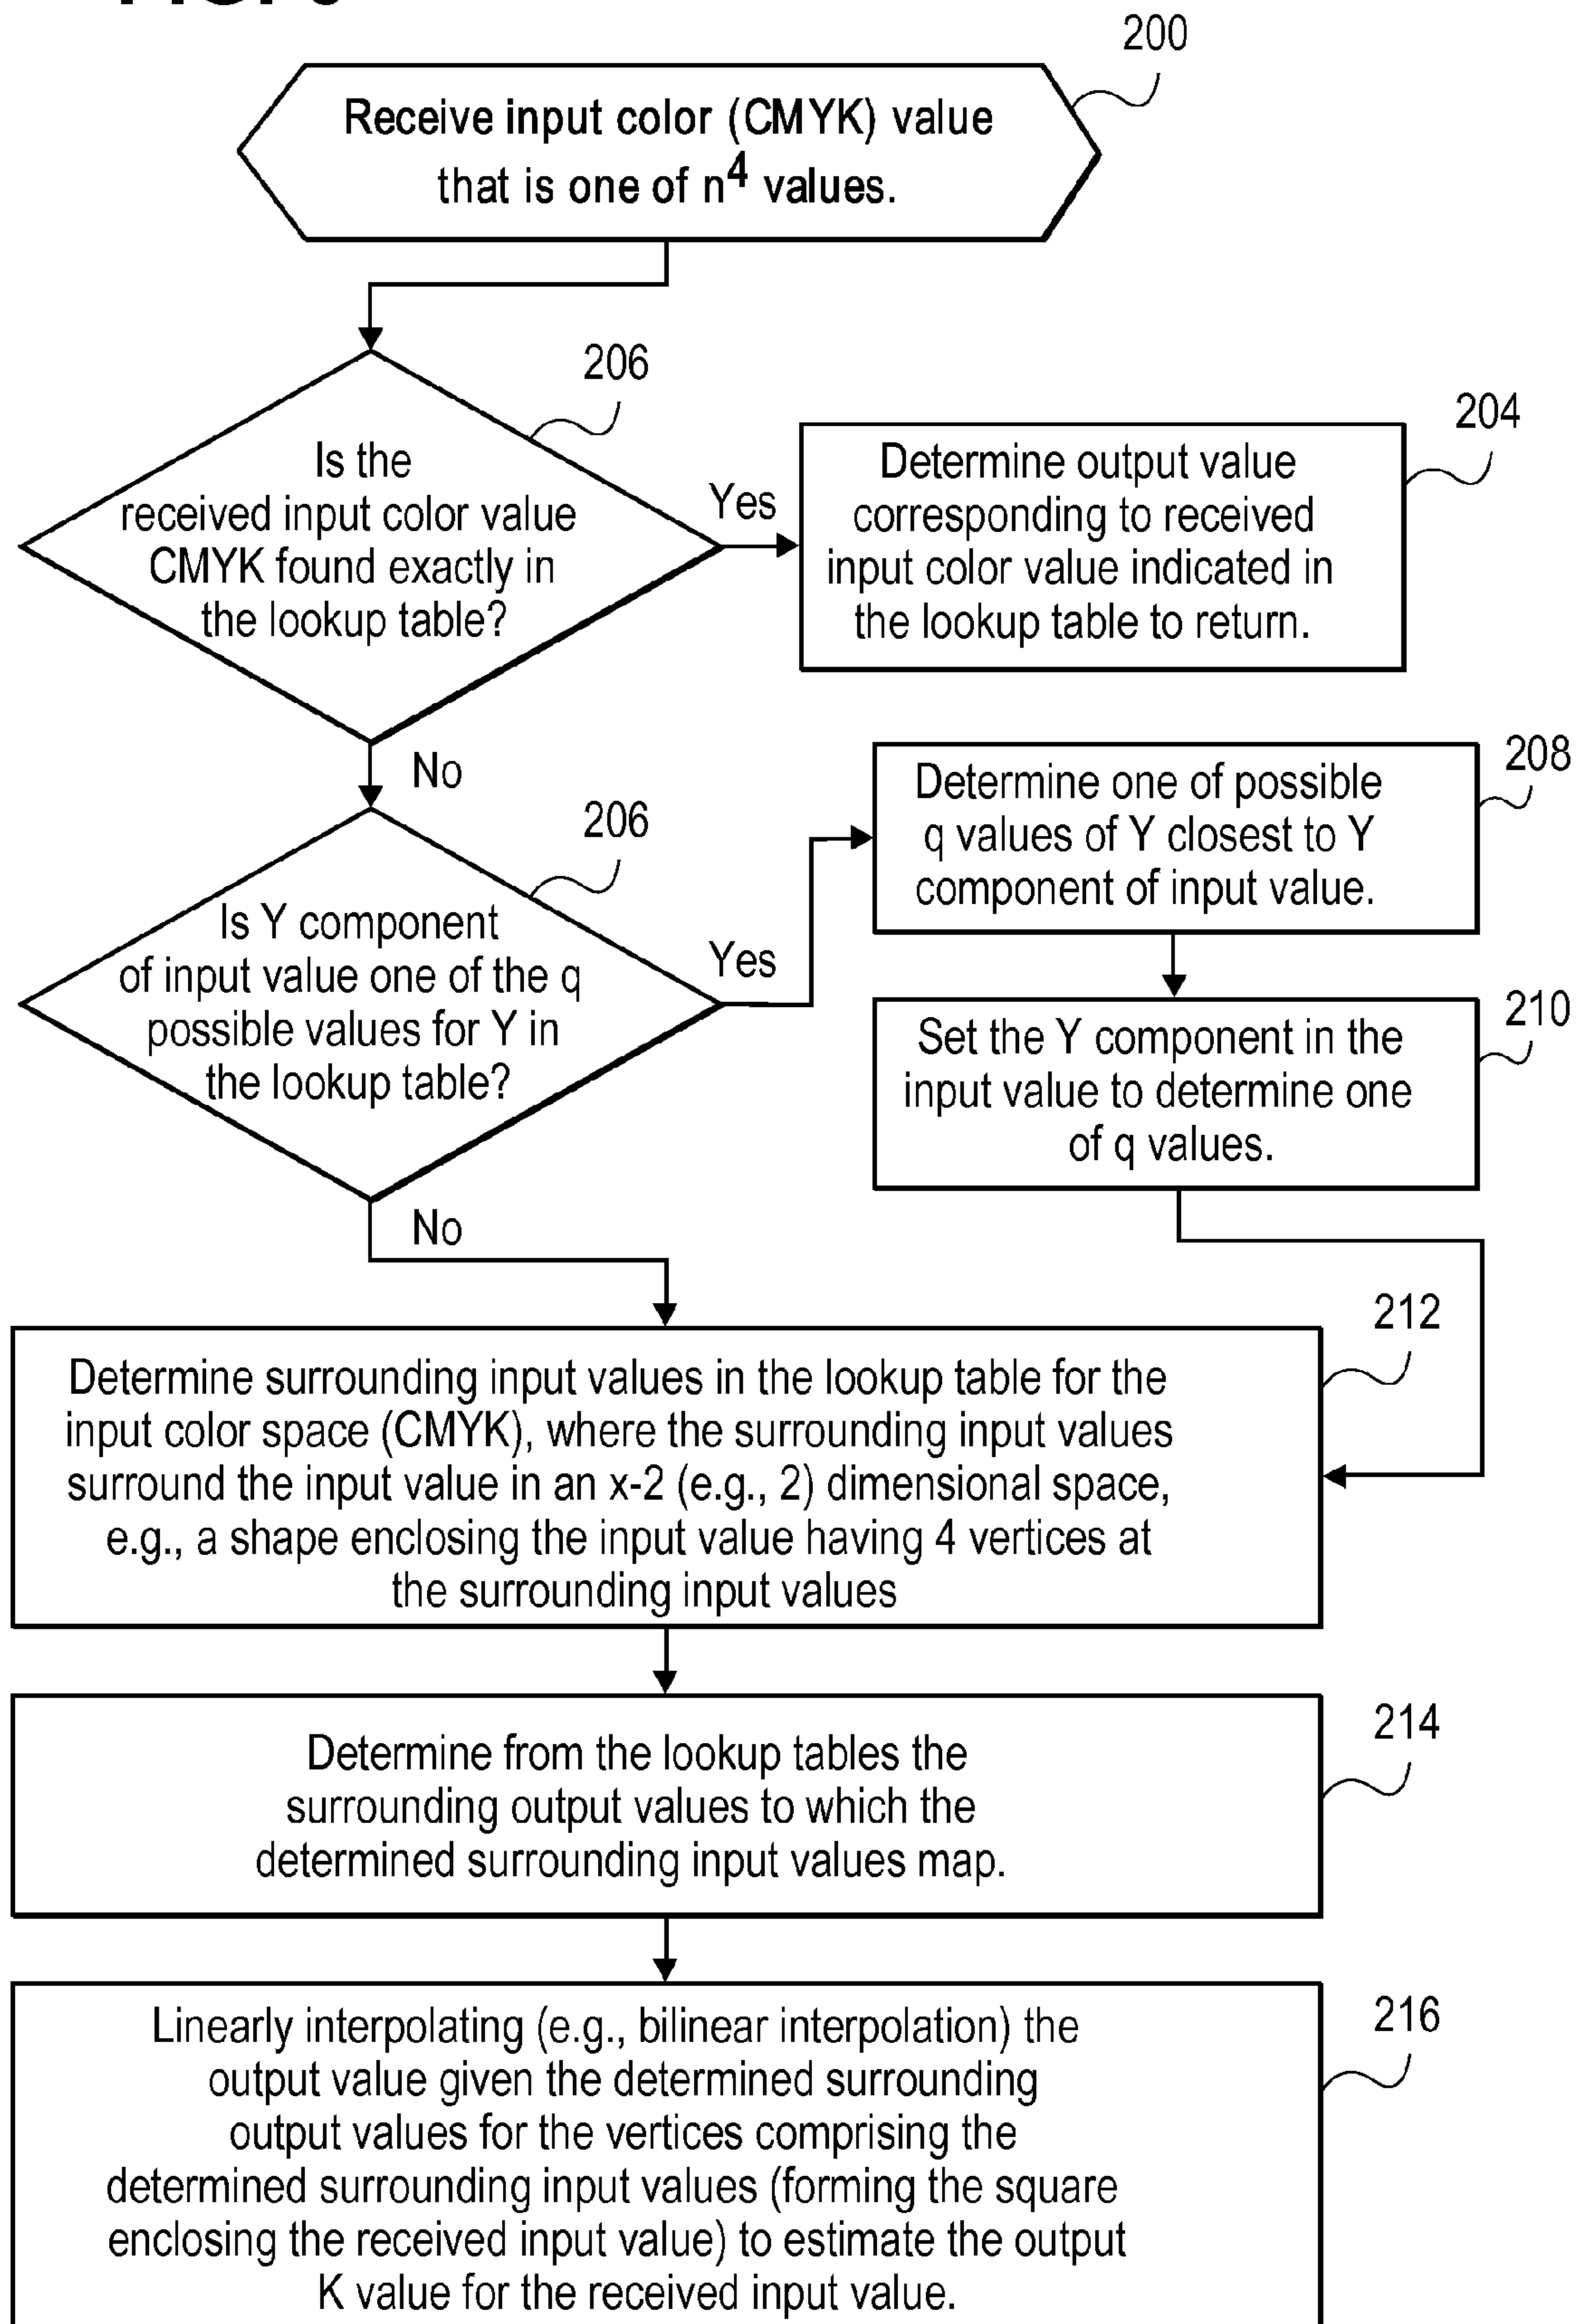 200
Receive input color (CMYK) value
that is one of n⁴ values.
206
Is the
received input color value
CMYK found exactly in
the lookup table?
Yes
204
Determine output value
corresponding to received
input color value indicated in
the lookup table to return.
No
206
Is Y component
of input value one of the q
possible values for Y in
the lookup table?
Yes
208
Determine one of possible
q values of Y closest to Y
component of input value.
210
Set the Y component in the
input value to determine one
of q values.
No
212
Determine surrounding input values in the lookup table for the
input color space (CMYK), where the surrounding input values
surround the input value in an x-2 (e.g., 2) dimensional space,
e.g., a shape enclosing the input value having 4 vertices at
the surrounding input values
214
Determine from the lookup tables the
surrounding output values to which the
determined surrounding input values map.
216
Linearly interpolating (e.g., bilinear interpolation) the
output value given the determined surrounding
output values for the vertices comprising the
determined surrounding input values (forming the square
enclosing the received input value) to estimate the output
K value for the received input value.